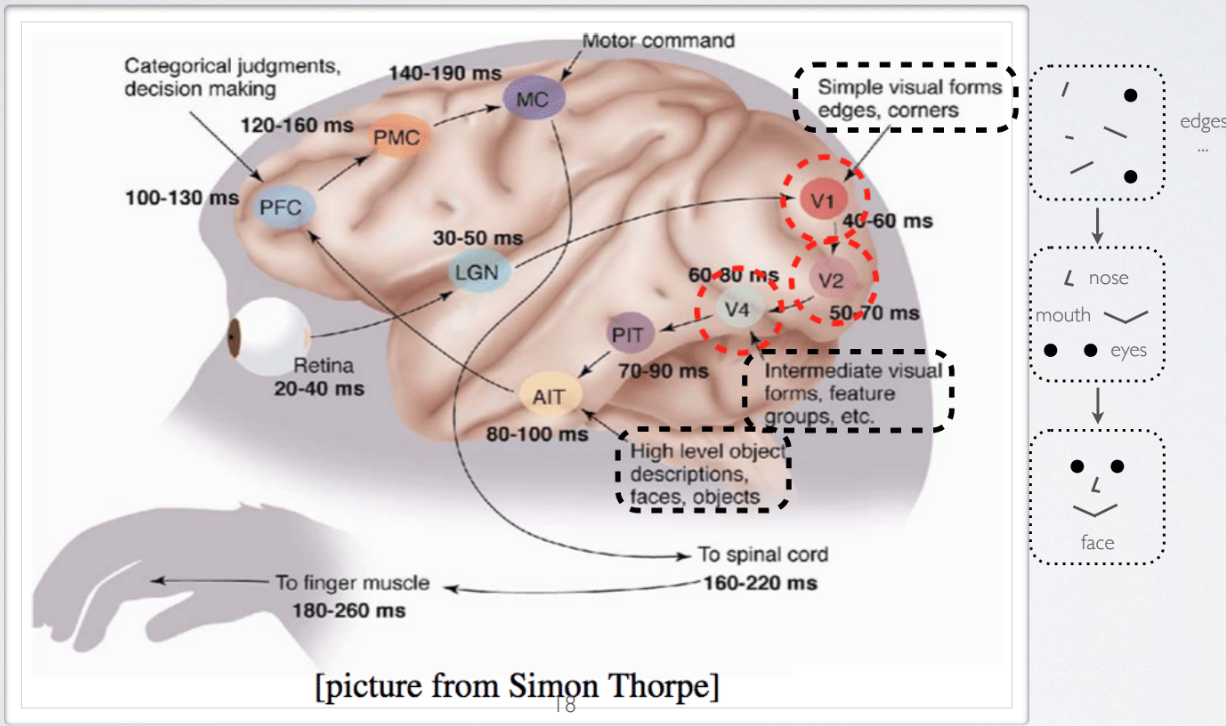 Motor command
Categorical judgments,
decision making
140-190 ms
MC
Simple visual forms
edges, corners
120-160 ms
PMC
100-130 ms
PFC
V1
40-60 ms
30-50 ms
LGN
60-80 ms
V2
V4
50-70 ms
PIT
70-90 ms
Retina
20-40 ms
AIT
80-100 ms
Intermediate visual
forms, feature
groups, etc.
High level object
descriptions,
faces, objects
To spinal cord
160-220 ms
To finger muscle
180-260 ms
[picture from Simon Thorpe]
18
edges
...
nose
mouth
eyes
face